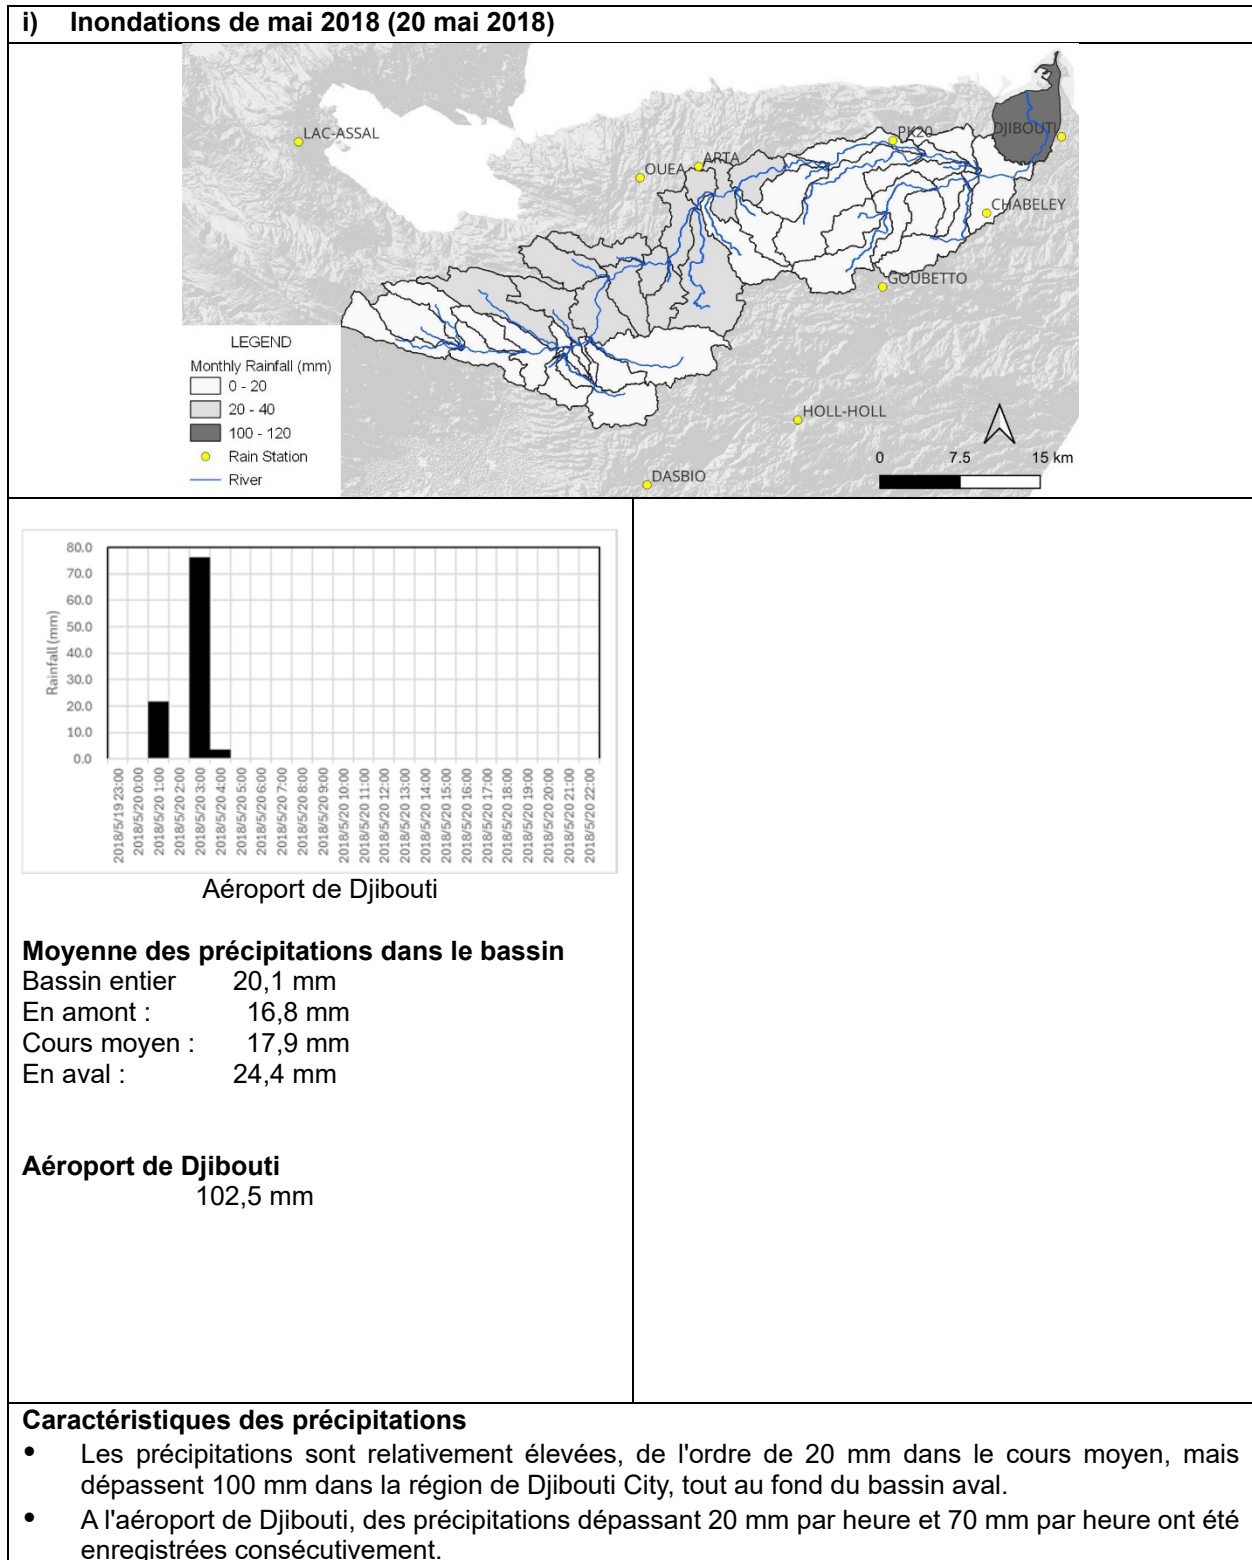 i) Inondations de mai 2018 (20 mai 2018)
LAC-ASSAL
OUEA
ARTA
PK20
DJIBOUTI
CHABELEY
GOUBETTO
HOLL-HOLL
DASBIO
LEGEND
Monthly Rainfall (mm)
0 - 20
20 - 40
100 - 120
Rain Station
River
0 7.5 15 km
80.0
70.0
60.0
50.0
40.0
30.0
20.0
10.0
0.0
Rainfall (mm)
2018/5/19 23:00
2018/5/20 0:00
2018/5/20 1:00
2018/5/20 2:00
2018/5/20 3:00
2018/5/20 4:00
2018/5/20 5:00
2018/5/20 6:00
2018/5/20 7:00
2018/5/20 8:00
2018/5/20 9:00
2018/5/20 10:00
2018/5/20 11:00
2018/5/20 12:00
2018/5/20 13:00
2018/5/20 14:00
2018/5/20 15:00
2018/5/20 16:00
2018/5/20 17:00
2018/5/20 18:00
2018/5/20 19:00
2018/5/20 20:00
2018/5/20 21:00
2018/5/20 22:00
Aéroport de Djibouti
Moyenne des précipitations dans le bassin
Bassin entier 20,1 mm
En amont : 16,8 mm
Cours moyen : 17,9 mm
En aval : 24,4 mm
Aéroport de Djibouti
102,5 mm
Caractéristiques des précipitations
• Les précipitations sont relativement élevées, de l'ordre de 20 mm dans le cours moyen, mais
dépassent 100 mm dans la région de Djibouti City, tout au fond du bassin aval.
• A l'aéroport de Djibouti, des précipitations dépassant 20 mm par heure et 70 mm par heure ont été
enregistrées consécutivement.